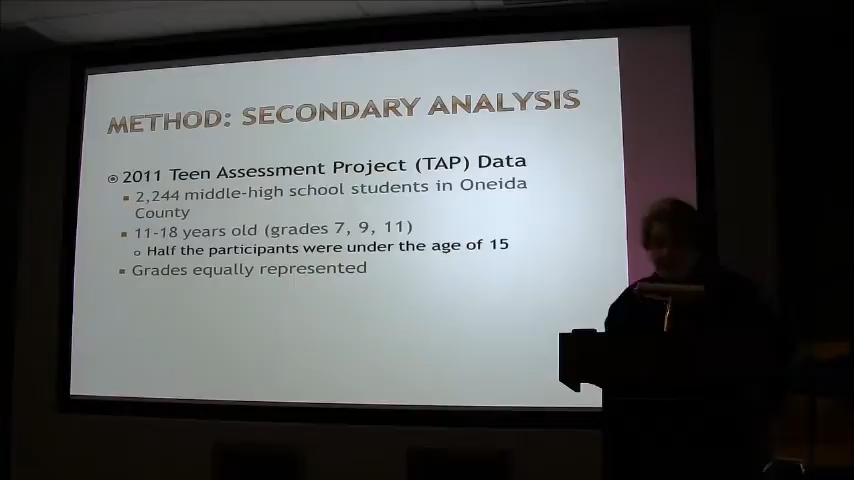 METHOD: SECONDARY ANALYSIS
2011 Teen Assessment Project (TAP) Data
2,244 middle-high school students in Oneida
County
11-18 years old (grades 7, 9, 11)
Half the participants were under the age of 15
Grades equally represented